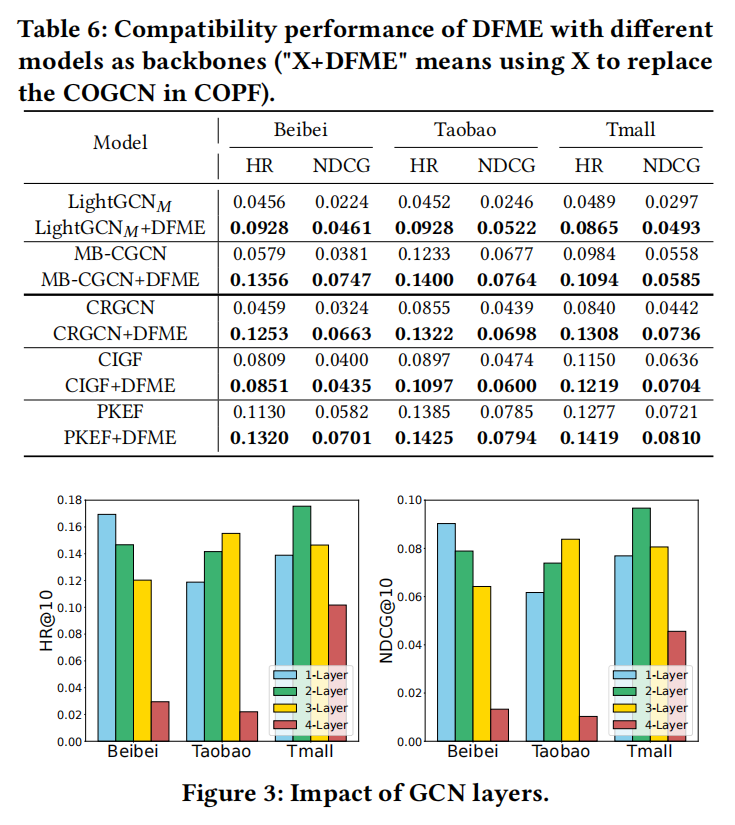 Table 6: Compatibility performance of DFME with different
models as backbones ("X+DFME" means using X to replace
the COGCN in COPF).
Model Beibei Taobao Tmall
HR NDCG HR NDCG HR NDCG
LightGCN_M 0.0456 0.0224 0.0452 0.0246 0.0489 0.0297
LightGCN_M+DFME 0.0928 0.0461 0.0928 0.0522 0.0865 0.0493
MB-CGCN 0.0579 0.0381 0.1233 0.0677 0.0984 0.0558
MB-CGCN+DFME 0.1356 0.0747 0.1400 0.0764 0.1094 0.0585
CRGCN 0.0459 0.0324 0.0855 0.0439 0.0840 0.0442
CRGCN+DFME 0.1253 0.0663 0.1322 0.0698 0.1308 0.0736
CIGF 0.0809 0.0400 0.0897 0.0474 0.1150 0.0636
CIGF+DFME 0.0851 0.0435 0.1097 0.0600 0.1219 0.0704
PKEF 0.1130 0.0582 0.1385 0.0785 0.1277 0.0721
PKEF+DFME 0.1320 0.0701 0.1425 0.0794 0.1419 0.0810
HR@10
0.18
0.16
0.14
0.12
0.10
0.08
0.06
0.04
0.02
0.00
Beibei Taobao Tmall
1-Layer
2-Layer
3-Layer
4-Layer
NDCG@10
0.10
0.08
0.06
0.04
0.02
0.00
Beibei Taobao Tmall
1-Layer
2-Layer
3-Layer
4-Layer
Figure 3: Impact of GCN layers.